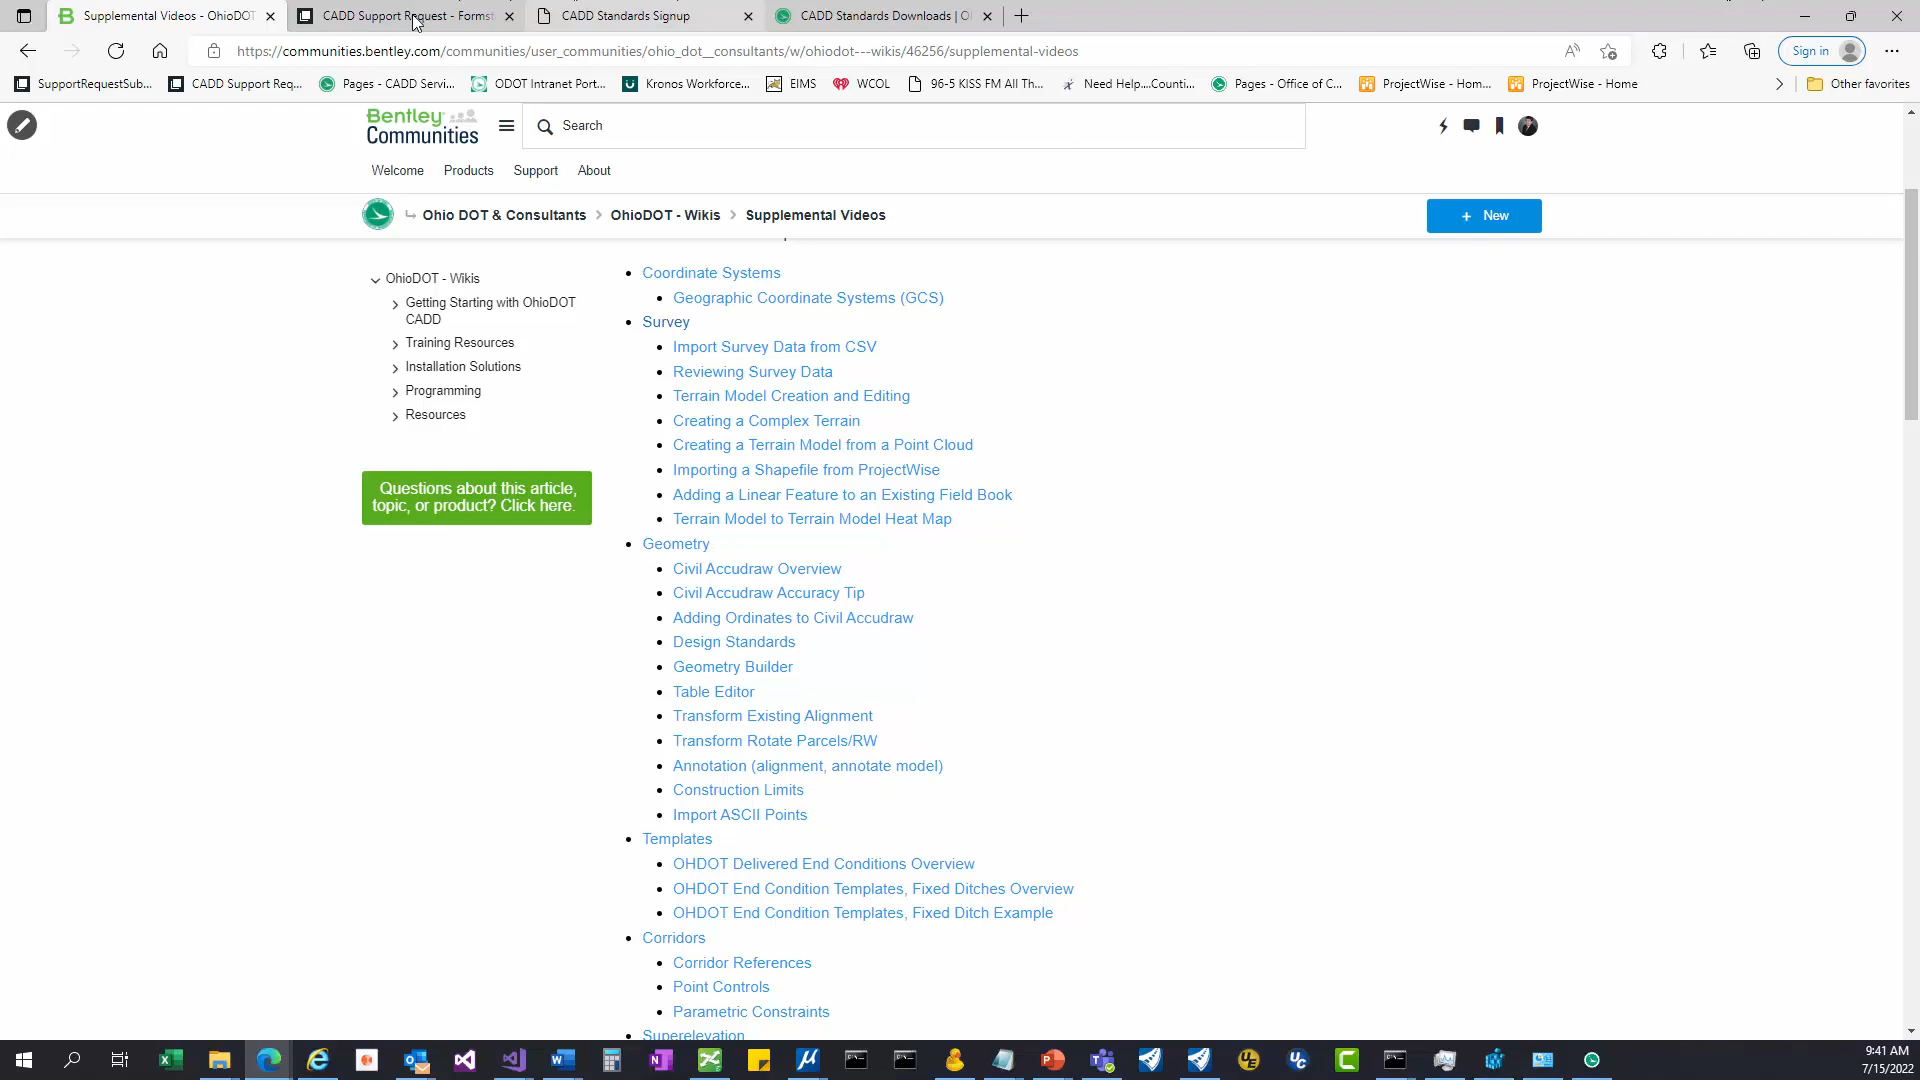 Supplemental Videos - OhioDOT
CADD Support Request - Formst
CADD Standards Signup
CADD Standards Downloads | O
https://communities.bentley.com/communities/user_communities/ohio_dot__consultants/w/ohiodot---wiki/46256/supplemental-videos
Sign in
SupportRequestSub...
CADD Support Req...
Pages - CADD Servi...
ODOT Intranet Port...
Kronos Workforce...
EIMS
WCOL
96-5 KISS FM All Th...
Need Help....Counti...
Pages - Office of C...
ProjectWise - Hom...
ProjectWise - Home
Other favorites
Bentley
Communities
Search
Welcome Products Support About
Ohio DOT & Consultants > OhioDOT - Wikis > Supplemental Videos
+ New
OhioDOT - Wikis
Getting Starting with OhioDOT
CADD
Training Resources
Installation Solutions
Programming
Resources
Questions about this article,
topic, or product? Click here.
Coordinate Systems
Geographic Coordinate Systems (GCS)
Survey
Import Survey Data from CSV
Reviewing Survey Data
Terrain Model Creation and Editing
Creating a Complex Terrain
Creating a Terrain Model from a Point Cloud
Importing a Shapefile from ProjectWise
Adding a Linear Feature to an Existing Field Book
Terrain Model to Terrain Model Heat Map
Geometry
Civil Accudraw Overview
Civil Accudraw Accuracy Tip
Adding Ordinates to Civil Accudraw
Design Standards
Geometry Builder
Table Editor
Transform Existing Alignment
Transform Rotate Parcels/RW
Annotation (alignment, annotate model)
Construction Limits
Import ASCII Points
Templates
OHDOT Delivered End Conditions Overview
OHDOT End Condition Templates, Fixed Ditches Overview
OHDOT End Condition Templates, Fixed Ditch Example
Corridors
Corridor References
Point Controls
Parametric Constraints
Superelevation
9:41 AM
7/15/2022